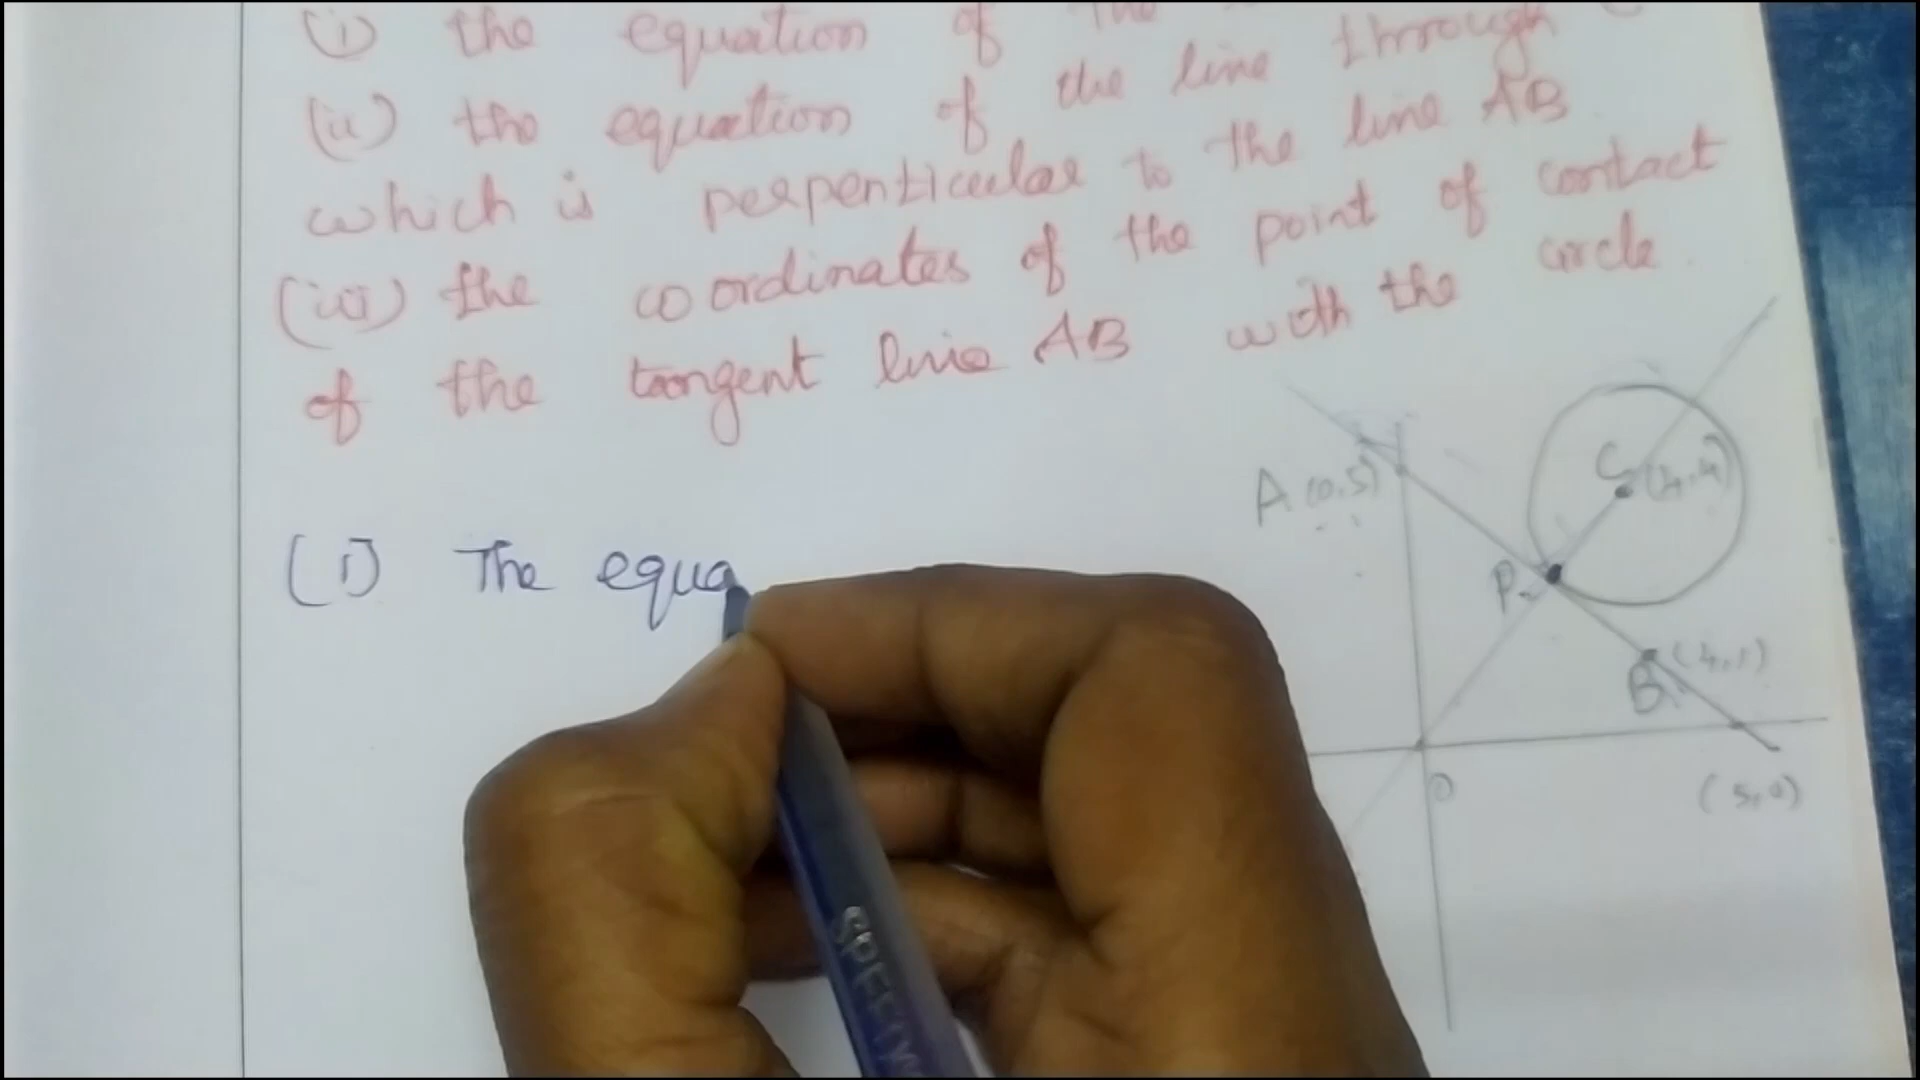 (i) the equation of the
(ii) the equation of the line through
which is perpenticular to the line AB
(iii) the coordinates of the point of contact
of the tangent line AB with the circle
A (0,5)
C (4,4)
P
B (4,1)
O
(5,0)
(i) The equa